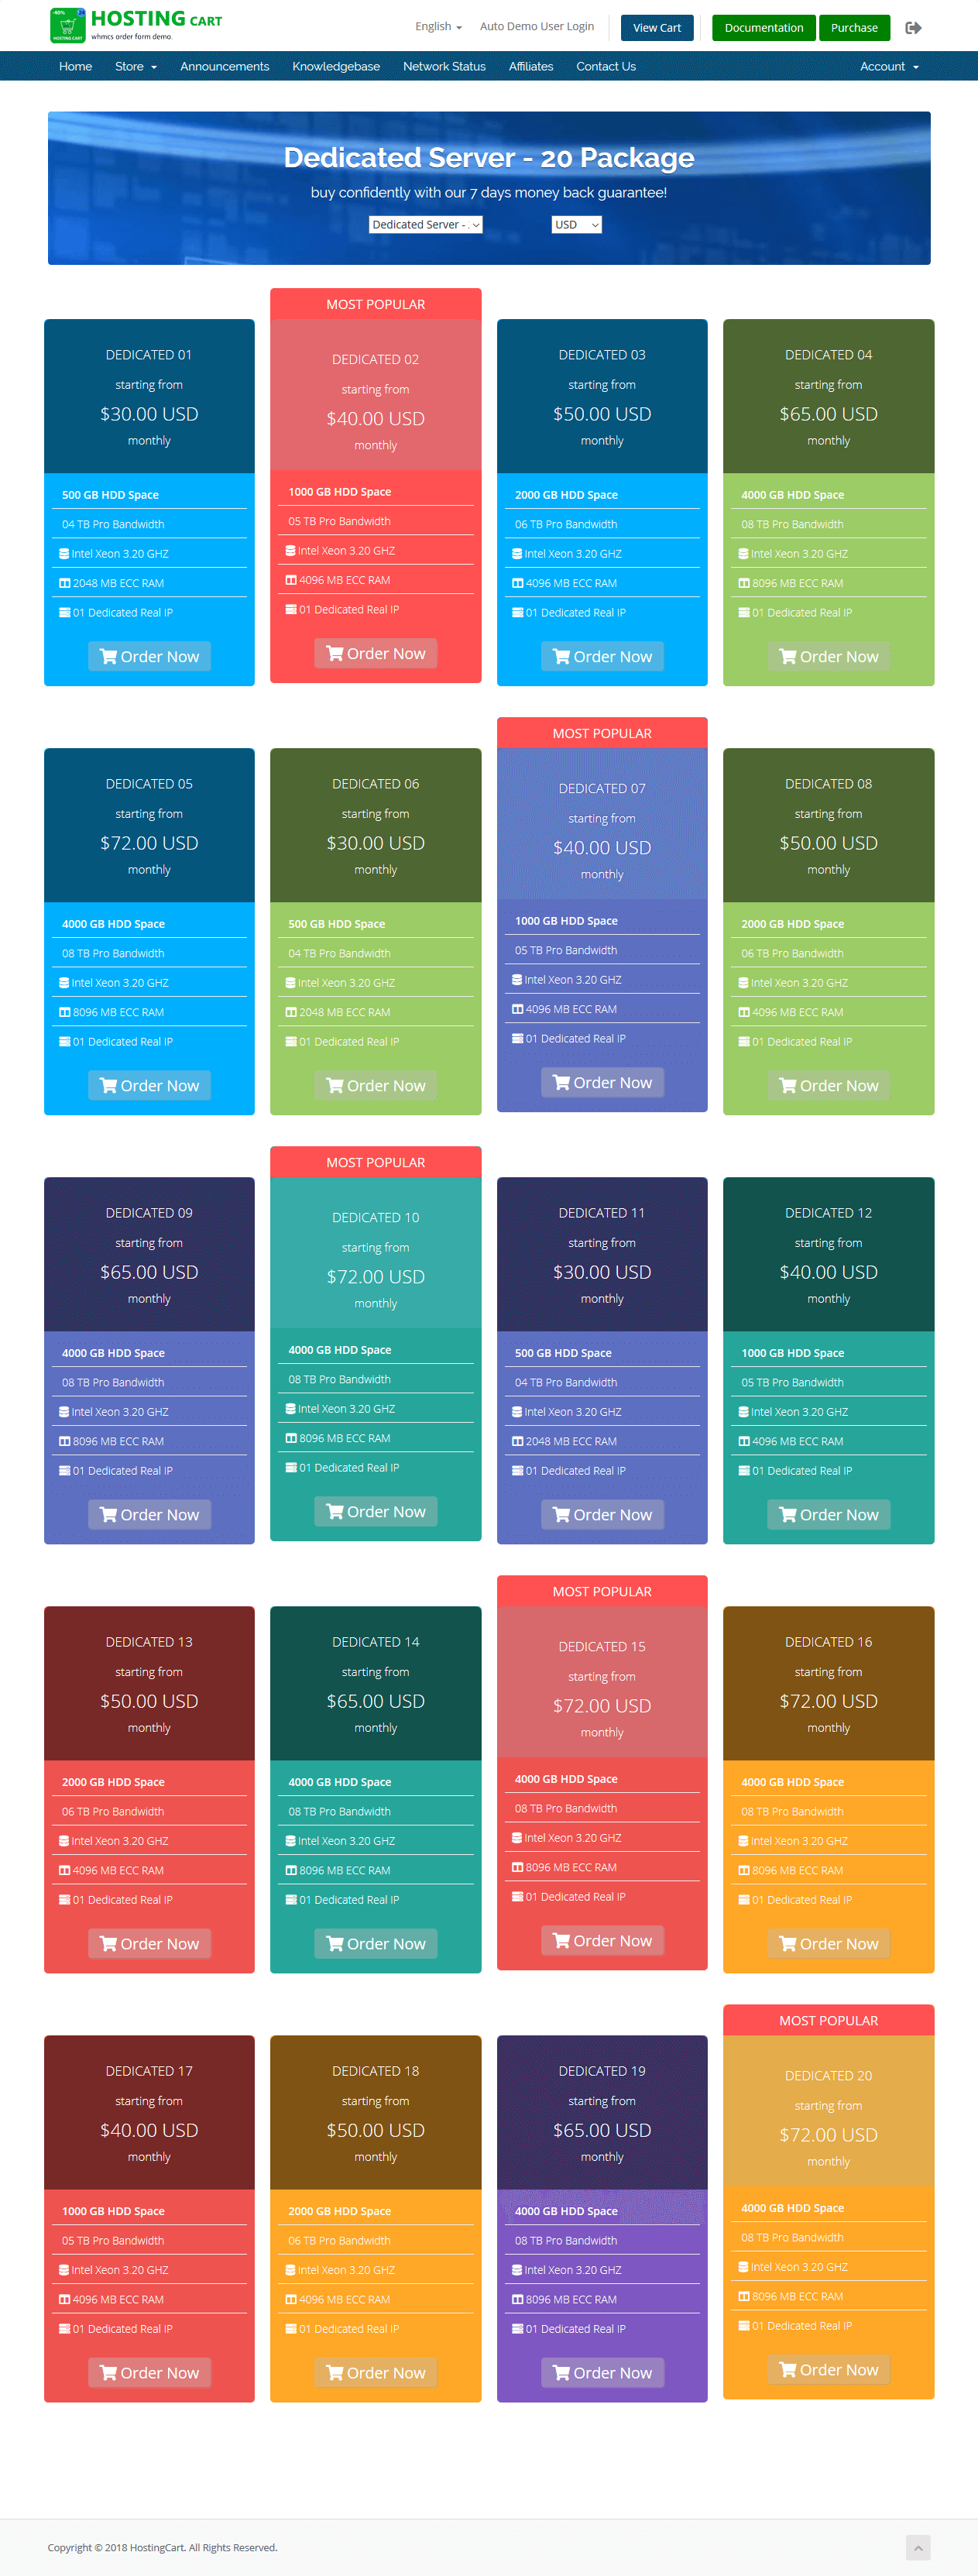 -40%
HOSTING CART
HOSTING CART
whmcs order form demo.
English
Auto Demo User Login
View Cart
Documentation
Purchase
Home
Store
Announcements
Knowledgebase
Network Status
Affiliates
Contact Us
Account
Dedicated Server - 20 Package
buy confidently with our 7 days money back guarantee!
Dedicated Server - .
USD
DEDICATED 01
starting from
$30.00 USD
monthly
500 GB HDD Space
04 TB Pro Bandwidth
Intel Xeon 3.20 GHZ
2048 MB ECC RAM
01 Dedicated Real IP
Order Now
MOST POPULAR
DEDICATED 02
starting from
$40.00 USD
monthly
1000 GB HDD Space
05 TB Pro Bandwidth
Intel Xeon 3.20 GHZ
4096 MB ECC RAM
01 Dedicated Real IP
Order Now
DEDICATED 03
starting from
$50.00 USD
monthly
2000 GB HDD Space
06 TB Pro Bandwidth
Intel Xeon 3.20 GHZ
4096 MB ECC RAM
01 Dedicated Real IP
Order Now
DEDICATED 04
starting from
$65.00 USD
monthly
4000 GB HDD Space
08 TB Pro Bandwidth
Intel Xeon 3.20 GHZ
8096 MB ECC RAM
01 Dedicated Real IP
Order Now
DEDICATED 05
starting from
$72.00 USD
monthly
4000 GB HDD Space
08 TB Pro Bandwidth
Intel Xeon 3.20 GHZ
8096 MB ECC RAM
01 Dedicated Real IP
Order Now
DEDICATED 06
starting from
$30.00 USD
monthly
500 GB HDD Space
04 TB Pro Bandwidth
Intel Xeon 3.20 GHZ
2048 MB ECC RAM
01 Dedicated Real IP
Order Now
MOST POPULAR
DEDICATED 07
starting from
$40.00 USD
monthly
1000 GB HDD Space
05 TB Pro Bandwidth
Intel Xeon 3.20 GHZ
4096 MB ECC RAM
01 Dedicated Real IP
Order Now
DEDICATED 08
starting from
$50.00 USD
monthly
2000 GB HDD Space
06 TB Pro Bandwidth
Intel Xeon 3.20 GHZ
4096 MB ECC RAM
01 Dedicated Real IP
Order Now
DEDICATED 09
starting from
$65.00 USD
monthly
4000 GB HDD Space
08 TB Pro Bandwidth
Intel Xeon 3.20 GHZ
8096 MB ECC RAM
01 Dedicated Real IP
Order Now
MOST POPULAR
DEDICATED 10
starting from
$72.00 USD
monthly
4000 GB HDD Space
08 TB Pro Bandwidth
Intel Xeon 3.20 GHZ
8096 MB ECC RAM
01 Dedicated Real IP
Order Now
DEDICATED 11
starting from
$30.00 USD
monthly
500 GB HDD Space
04 TB Pro Bandwidth
Intel Xeon 3.20 GHZ
2048 MB ECC RAM
01 Dedicated Real IP
Order Now
DEDICATED 12
starting from
$40.00 USD
monthly
1000 GB HDD Space
05 TB Pro Bandwidth
Intel Xeon 3.20 GHZ
4096 MB ECC RAM
01 Dedicated Real IP
Order Now
DEDICATED 13
starting from
$50.00 USD
monthly
2000 GB HDD Space
06 TB Pro Bandwidth
Intel Xeon 3.20 GHZ
4096 MB ECC RAM
01 Dedicated Real IP
Order Now
DEDICATED 14
starting from
$65.00 USD
monthly
4000 GB HDD Space
08 TB Pro Bandwidth
Intel Xeon 3.20 GHZ
8096 MB ECC RAM
01 Dedicated Real IP
Order Now
MOST POPULAR
DEDICATED 15
starting from
$72.00 USD
monthly
4000 GB HDD Space
08 TB Pro Bandwidth
Intel Xeon 3.20 GHZ
8096 MB ECC RAM
01 Dedicated Real IP
Order Now
DEDICATED 16
starting from
$72.00 USD
monthly
4000 GB HDD Space
08 TB Pro Bandwidth
Intel Xeon 3.20 GHZ
8096 MB ECC RAM
01 Dedicated Real IP
Order Now
DEDICATED 17
starting from
$40.00 USD
monthly
1000 GB HDD Space
05 TB Pro Bandwidth
Intel Xeon 3.20 GHZ
4096 MB ECC RAM
01 Dedicated Real IP
Order Now
DEDICATED 18
starting from
$50.00 USD
monthly
2000 GB HDD Space
06 TB Pro Bandwidth
Intel Xeon 3.20 GHZ
4096 MB ECC RAM
01 Dedicated Real IP
Order Now
DEDICATED 19
starting from
$65.00 USD
monthly
4000 GB HDD Space
08 TB Pro Bandwidth
Intel Xeon 3.20 GHZ
8096 MB ECC RAM
01 Dedicated Real IP
Order Now
MOST POPULAR
DEDICATED 20
starting from
$72.00 USD
monthly
4000 GB HDD Space
08 TB Pro Bandwidth
Intel Xeon 3.20 GHZ
8096 MB ECC RAM
01 Dedicated Real IP
Order Now
Copyright © 2018 HostingCart. All Rights Reserved.